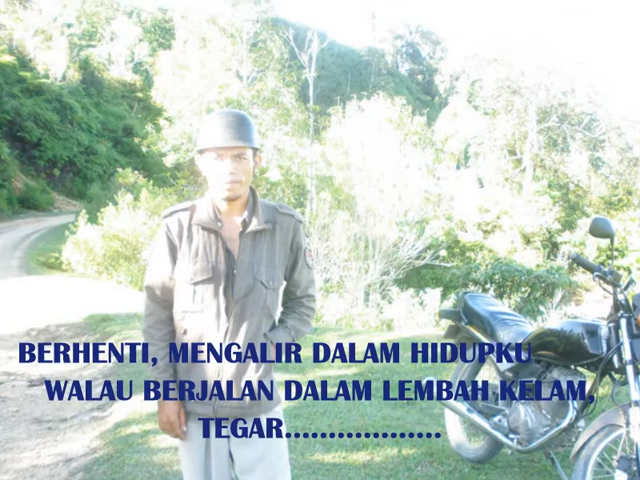 BERHENTI, MENGALIR DALAM HIDUPKU
WALAU BERJALAN DALAM LEMBAH KELAM,
TEGAR..................